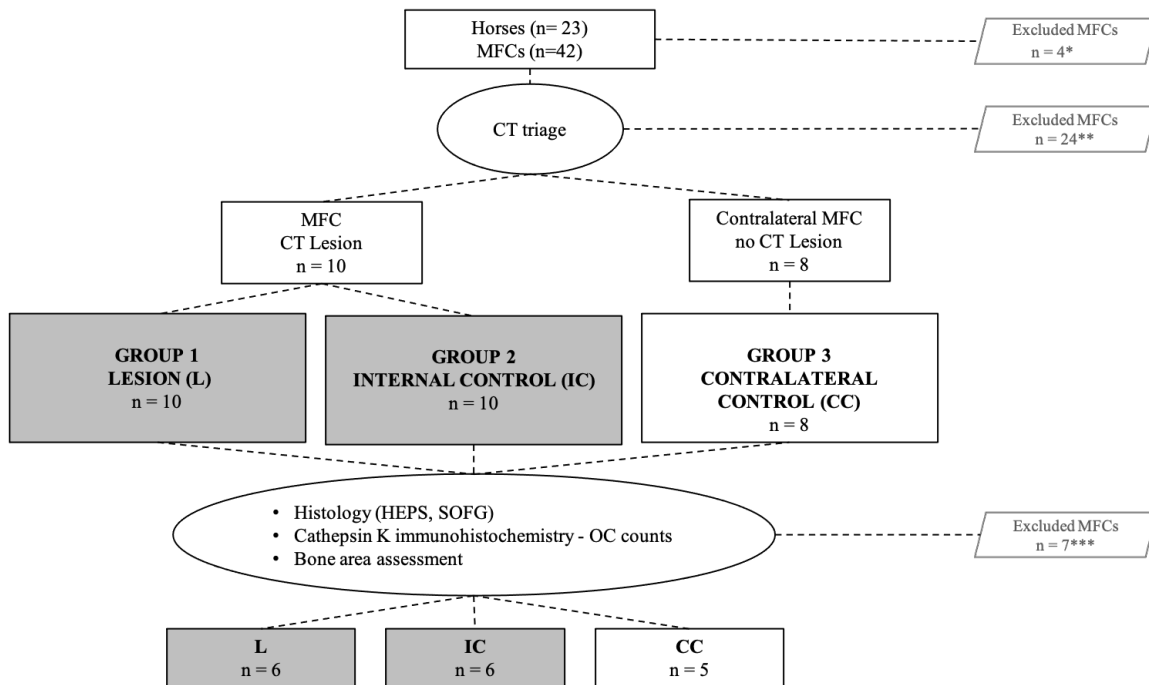 Horses (n= 23)
MFCs (n=42)
Excluded MFCs
n = 4*
CT triage
Excluded MFCs
n = 24**
MFC
CT Lesion
n = 10
Contralateral MFC
no CT Lesion
n = 8
GROUP 1
LESION (L)
n = 10
GROUP 2
INTERNAL CONTROL (IC)
n = 10
GROUP 3
CONTRALATERAL
CONTROL (CC)
n = 8
• Histology (HEPS, SOFG)
• Cathepsin K immunohistochemistry - OC counts
• Bone area assessment
Excluded MFCs
n = 7***
L
n = 6
IC
n = 6
CC
n = 5